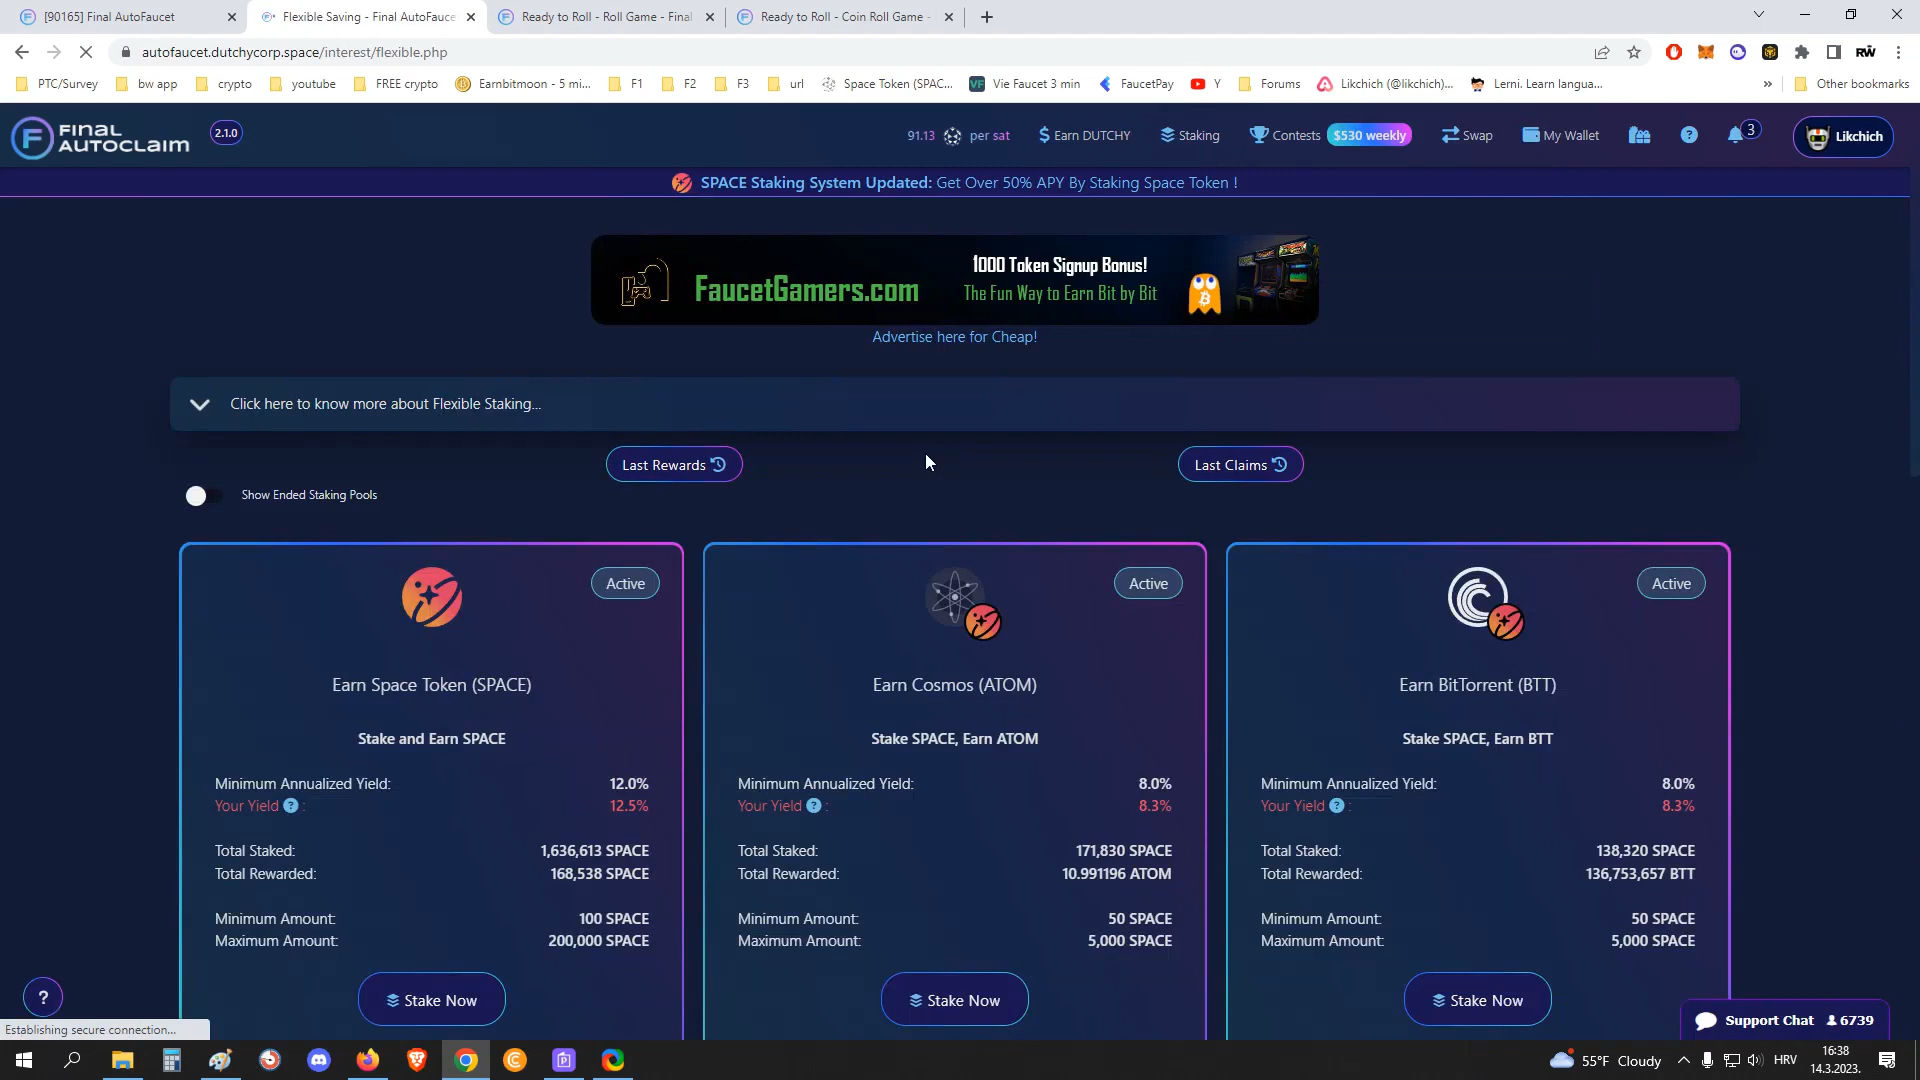 [90165] Final AutoFaucet
Flexible Saving - Final AutoFauce
Ready to Roll - Roll Game - Final
Ready to Roll - Coin Roll Game -
autofaucet.dutchycorp.space/interest/flexible.php
PTC/Survey
bw app
crypto
youtube
FREE crypto
Earnbitmoon - 5 mi...
F1
F2
F3
url
Space Token (SPAC...
Vie Faucet 3 min
FaucetPay
Y
Forums
Likchich (@likchich)...
Lerni. Learn langua...
»
Other bookmarks
FINAL
AUTOCLAIM
2.1.0
91.13 per sat
$ Earn DUTCHY
Staking
Contests $530 weekly
Swap
My Wallet
?
3
Likchich
SPACE Staking System Updated: Get Over 50% APY By Staking Space Token !
FaucetGamers.com
1000 Token Signup Bonus!
The Fun Way to Earn Bit by Bit
Advertise here for Cheap!
Click here to know more about Flexible Staking...
Last Rewards
Last Claims
Show Ended Staking Pools
Active
Earn Space Token (SPACE)
Stake and Earn SPACE
Minimum Annualized Yield: 12.0%
Your Yield ? : 12.5%
Total Staked: 1,636,613 SPACE
Total Rewarded: 168,538 SPACE
Minimum Amount: 100 SPACE
Maximum Amount: 200,000 SPACE
Stake Now
Active
Earn Cosmos (ATOM)
Stake SPACE, Earn ATOM
Minimum Annualized Yield: 8.0%
Your Yield ? : 8.3%
Total Staked: 171,830 SPACE
Total Rewarded: 10.991196 ATOM
Minimum Amount: 50 SPACE
Maximum Amount: 5,000 SPACE
Stake Now
Active
Earn BitTorrent (BTT)
Stake SPACE, Earn BTT
Minimum Annualized Yield: 8.0%
Your Yield ? : 8.3%
Total Staked: 138,320 SPACE
Total Rewarded: 136,753,657 BTT
Minimum Amount: 50 SPACE
Maximum Amount: 5,000 SPACE
Stake Now
?
Support Chat 6739
Establishing secure connection...
55°F Cloudy
HRV
16:38
14.3.2023.